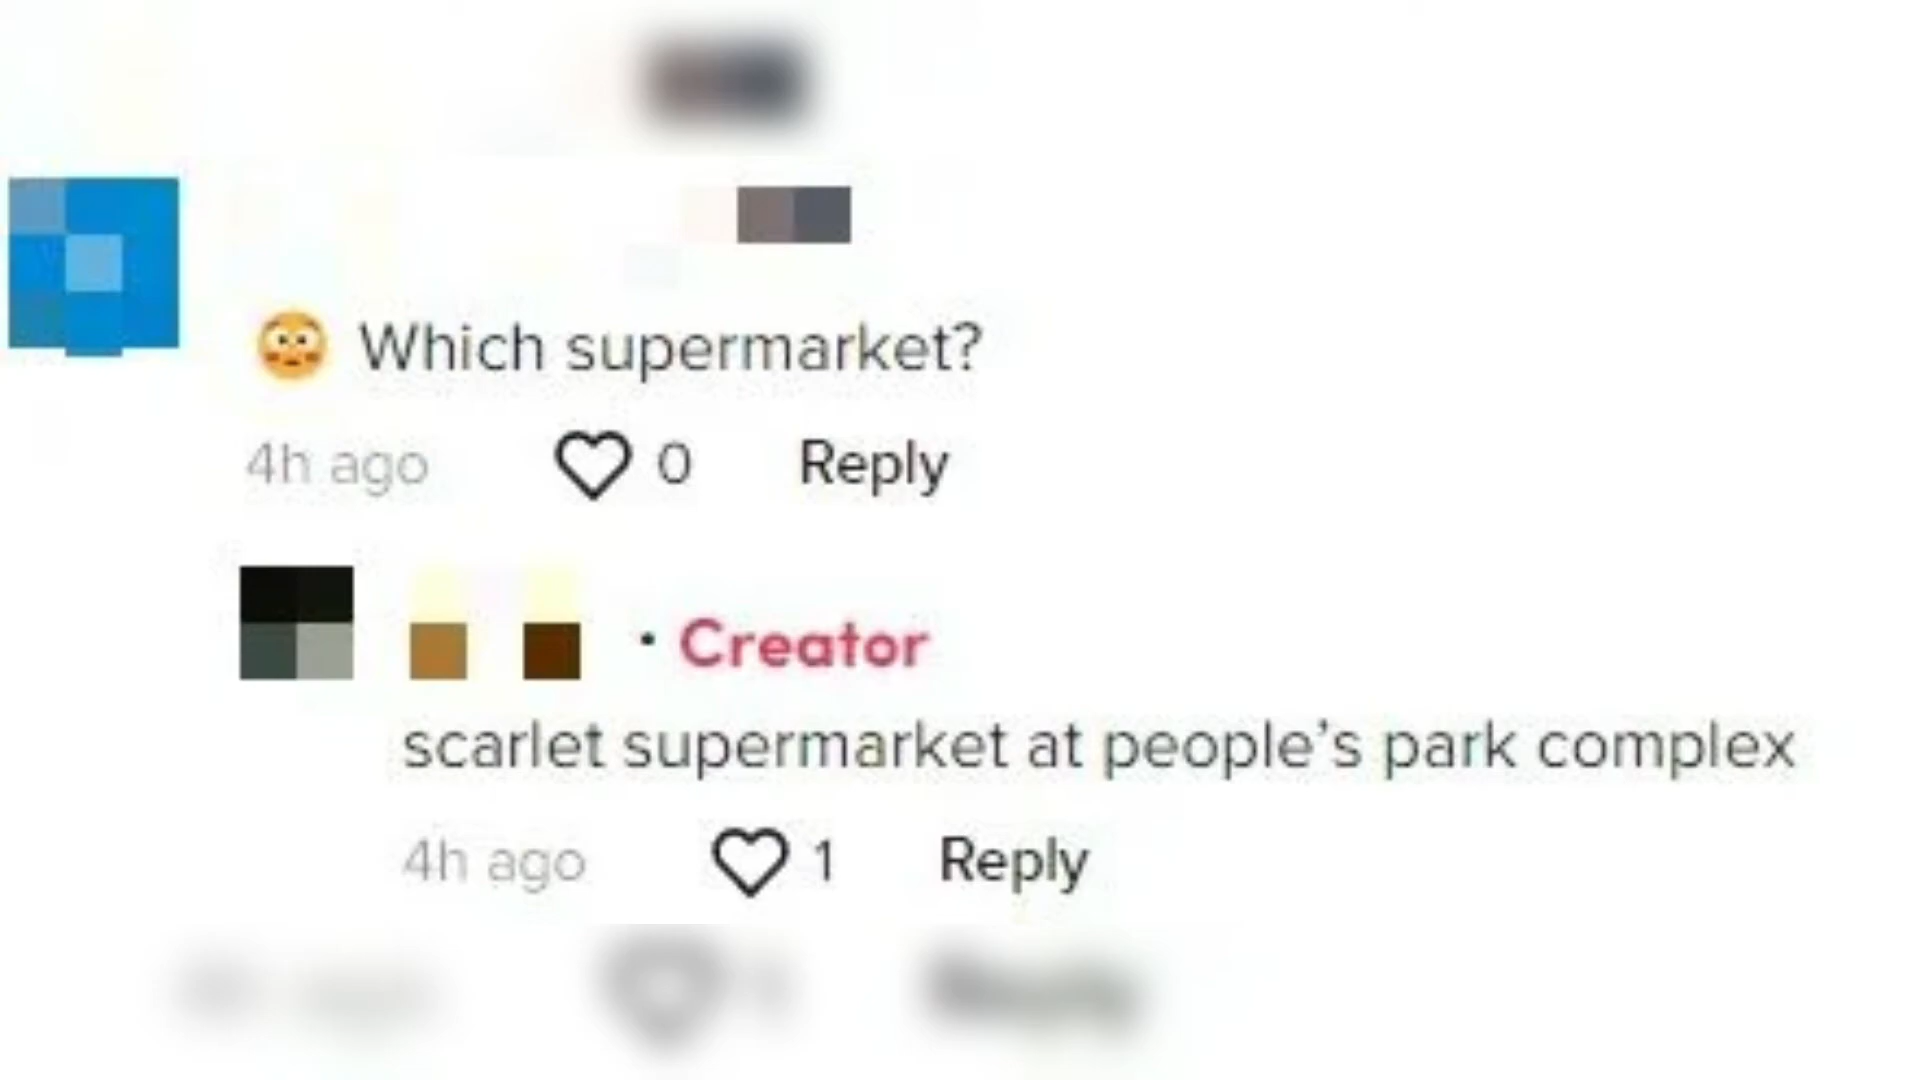 😳 Which supermarket?
4h ago 0 Reply
· Creator
scarlet supermarket at people's park complex
4h ago 1 Reply